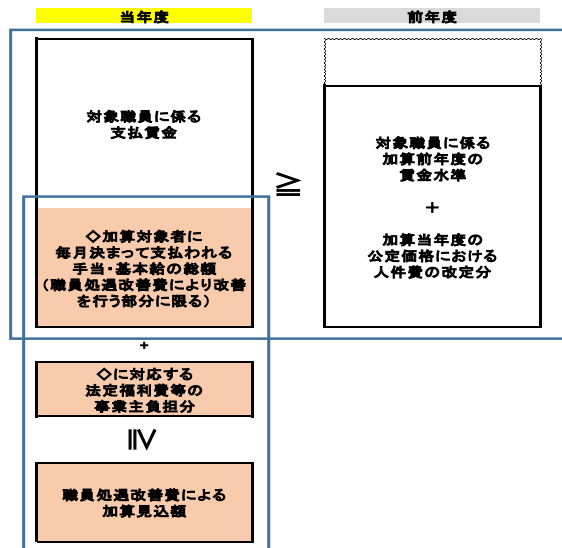 当年度
前年度
対象職員に係る
支払賃金
対象職員に係る
加算前年度の
賃金水準
+
加算当年度の
公定価格における
人件費の改定分
≧
◇加算対象者に
毎月決まって支払われる
手当・基本給の総額
(職員処遇改善費により改善
を行う部分に限る)
+
◇に対応する
法定福利費等の
事業主負担分
≧
職員処遇改善費による
加算見込額